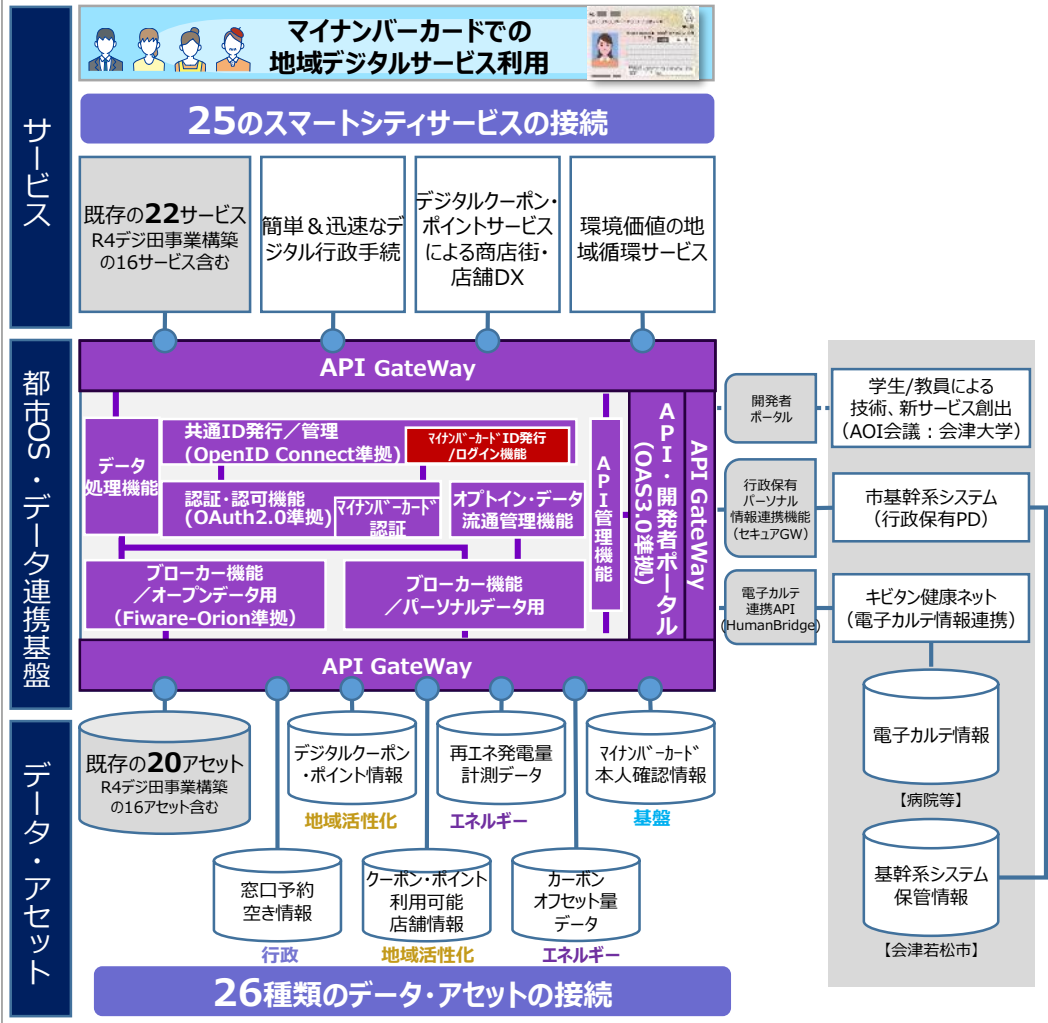 マイナンバーカードでの
地域デジタルサービス利用
サービス
25のスマートシティサービスの接続
既存の22サービス
R4デジ田事業構築
の16サービス含む
簡単＆迅速なデ
ジタル行政手続
デジタルクーポン・
ポイントサービス
による商店街・
店舗DX
環境価値の地
域循環サービス
都市OS・データ連携基盤
API GateWay
データ
処理機能
共通ID発行／管理
(OpenID Connect準拠)
ﾏｲﾅﾝﾊﾞｰｶｰﾄﾞID発行
/ログイン機能
認証・認可機能
(OAuth2.0準拠)
ﾏｲﾅﾝﾊﾞｰｶｰﾄﾞ
認証
オプトイン・データ
流通管理機能
API管理機能
API・開発者ポータル
(OAS3.0準拠)
API GateWay
ブローカー機能
／オープンデータ用
(Fiware-Orion準拠)
ブローカー機能
／パーソナルデータ用
API GateWay
開発者
ポータル
学生/教員による
技術、新サービス創出
（AOI会議：会津大学）
行政保有
パーソナル
情報連携機能
(セキュアGW)
市基幹系システム
（行政保有PD）
電子カルテ
連携API
(HumanBridge)
キビタン健康ネット
（電子カルテ情報連携）
電子カルテ情報
【病院等】
基幹系システム
保管情報
【会津若松市】
データ・アセット
既存の20アセット
R4デジ田事業構築
の16アセット含む
デジタルクーポン
・ポイント情報
地域活性化
再エネ発電量
計測データ
エネルギー
ﾏｲﾅﾝﾊﾞｰｶｰﾄﾞ
本人確認情報
基盤
窓口予約
空き情報
行政
クーポン・ポイント
利用可能
店舗情報
地域活性化
カーボン
オフセット量
データ
エネルギー
26種類のデータ・アセットの接続